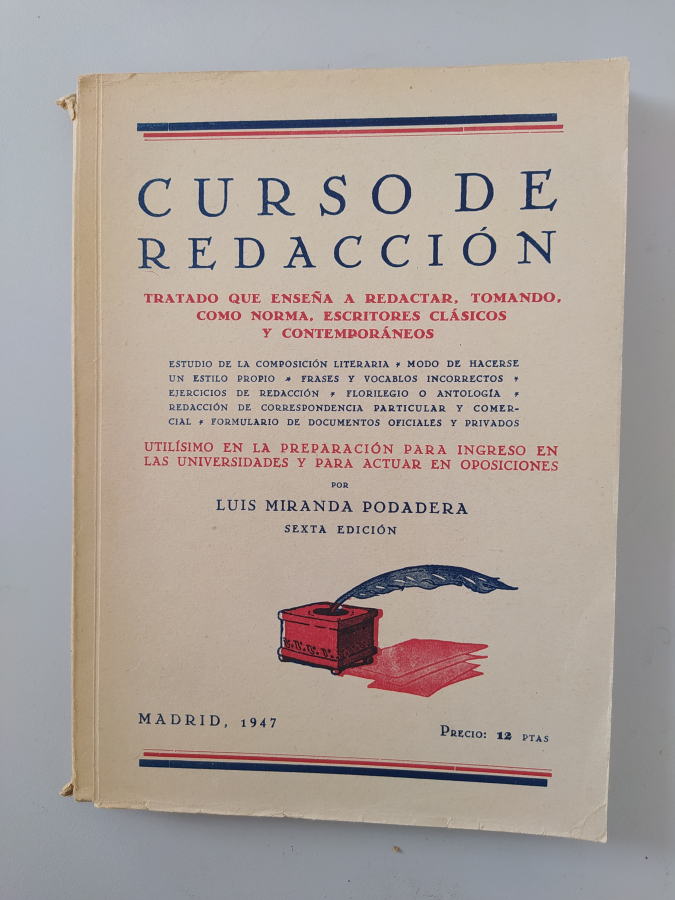 CURSO DE
REDACCIÓN
TRATADO QUE ENSEÑA A REDACTAR, TOMANDO,
COMO NORMA, ESCRITORES CLÁSICOS
Y CONTEMPORÁNEOS
ESTUDIO DE LA COMPOSICIÓN LITERARIA * MODO DE HACERSE
UN ESTILO PROPIO * FRASES Y VOCABLOS INCORRECTOS *
EJERCICIOS DE REDACCIÓN * FLORILEGIO O ANTOLOGÍA *
REDACCIÓN DE CORRESPONDENCIA PARTICULAR Y COMER-
CIAL * FORMULARIO DE DOCUMENTOS OFICIALES Y PRIVADOS
UTILÍSIMO EN LA PREPARACIÓN PARA INGRESO EN
LAS UNIVERSIDADES Y PARA ACTUAR EN OPOSICIONES
POR
LUIS MIRANDA PODADERA
SEXTA EDICIÓN
MADRID, 1947
PRECIO: 12 PTAS